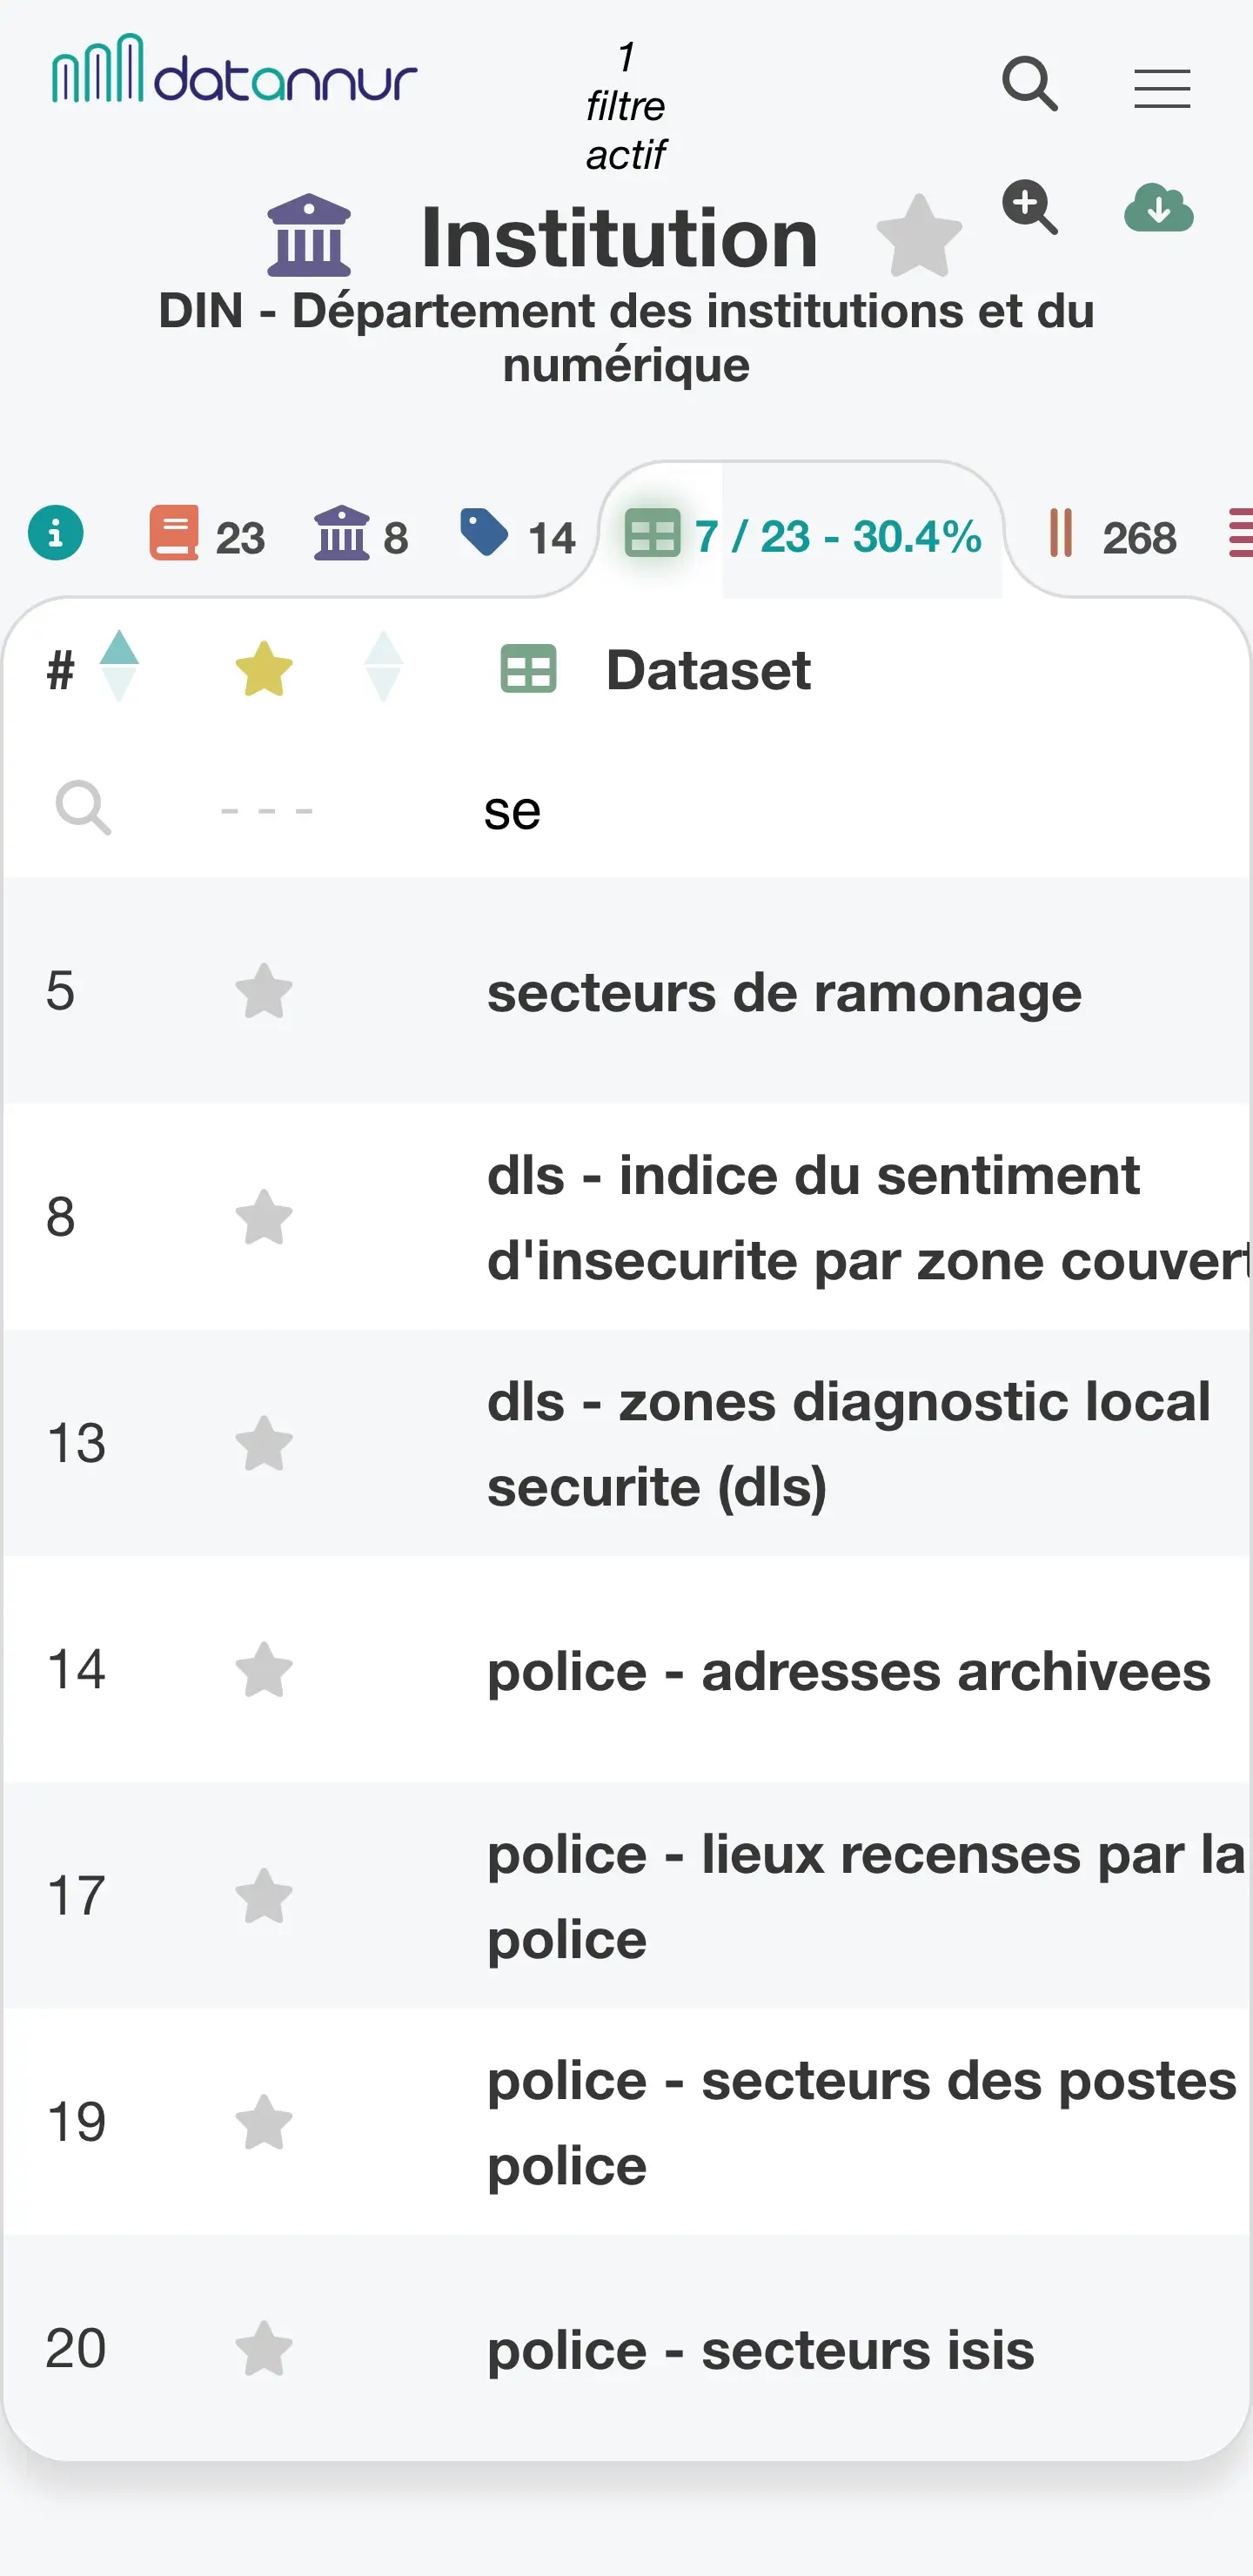 datannur
1
filtre
actif
Institution
DIN - Département des institutions et du
numérique
23 8 14 7 / 23 - 30.4% 268
# Dataset
- - - se
5 secteurs de ramonage
8 dls - indice du sentiment
d'insecurite par zone couvert
13 dls - zones diagnostic local
securite (dls)
14 police - adresses archivees
17 police - lieux recenses par la
police
19 police - secteurs des postes
police
20 police - secteurs isis